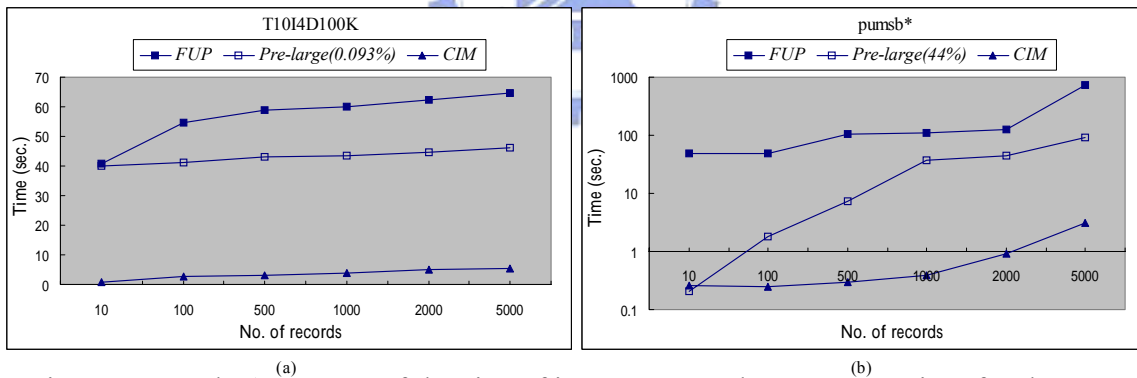 T10I4D100K
FUP Pre-large(0.093%) CIM
70
60
50
40
30
20
10
0
Time (sec.)
10 100 500 1000 2000 5000
No. of records
(a)
pumsb*
FUP Pre-large(44%) CIM
1000
100
10
1
0.1
Time (sec.)
10 100 500 1000 2000 5000
No. of records
(b)